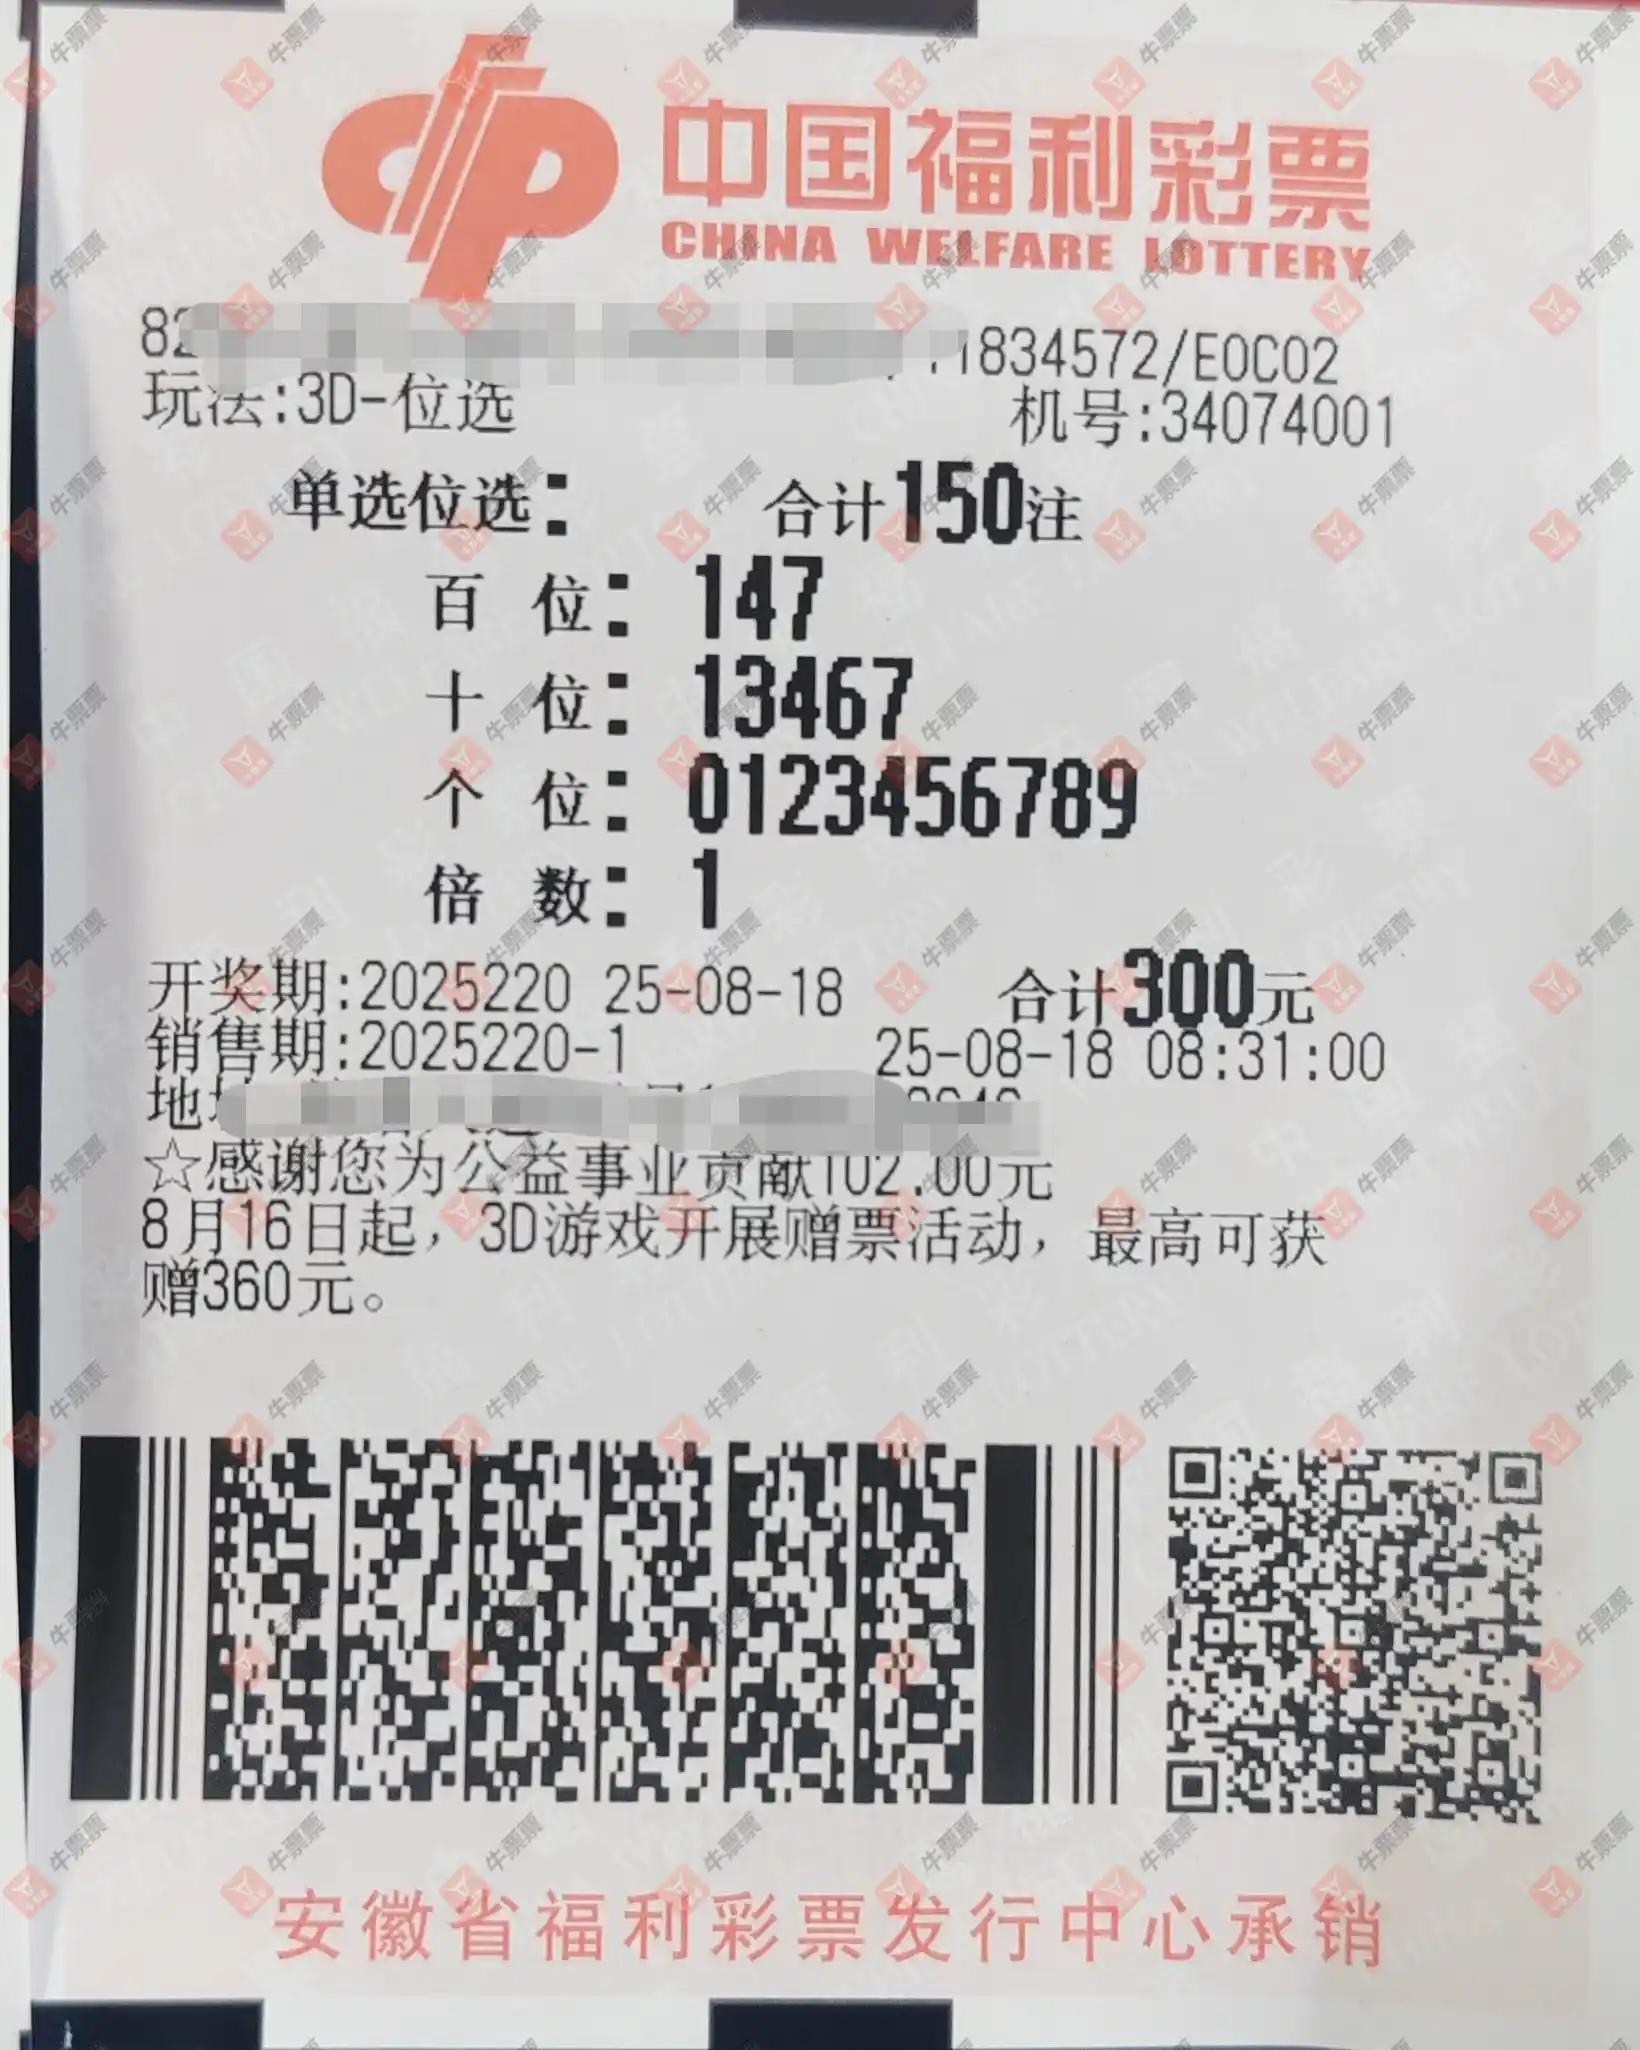 中国福利彩票
CHINA WELFARE LOTTERY
82 1834572/E0C02
玩法:3D-位选 机号:34074001
单选位选: 合计150注
百 位: 147
十 位: 13467
个 位: 0123456789
倍 数: 1
开奖期:2025220 25-08-18 合计300元
销售期:2025220-1 25-08-18 08:31:00
地
☆感谢您为公益事业贡献102.00元
8月16日起，3D游戏开展赠票活动，最高可获
赠360元。
安徽省福利彩票发行中心承销
牛票票